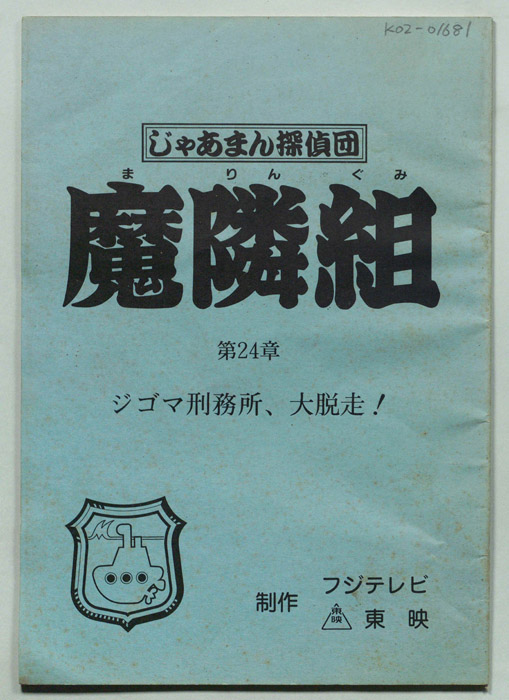 K02-01681
じゃあまん探偵団
まりんぐみ
魔隣組
第24章
ジゴマ刑務所、大脱走!
制作 フジテレビ
東映 東映